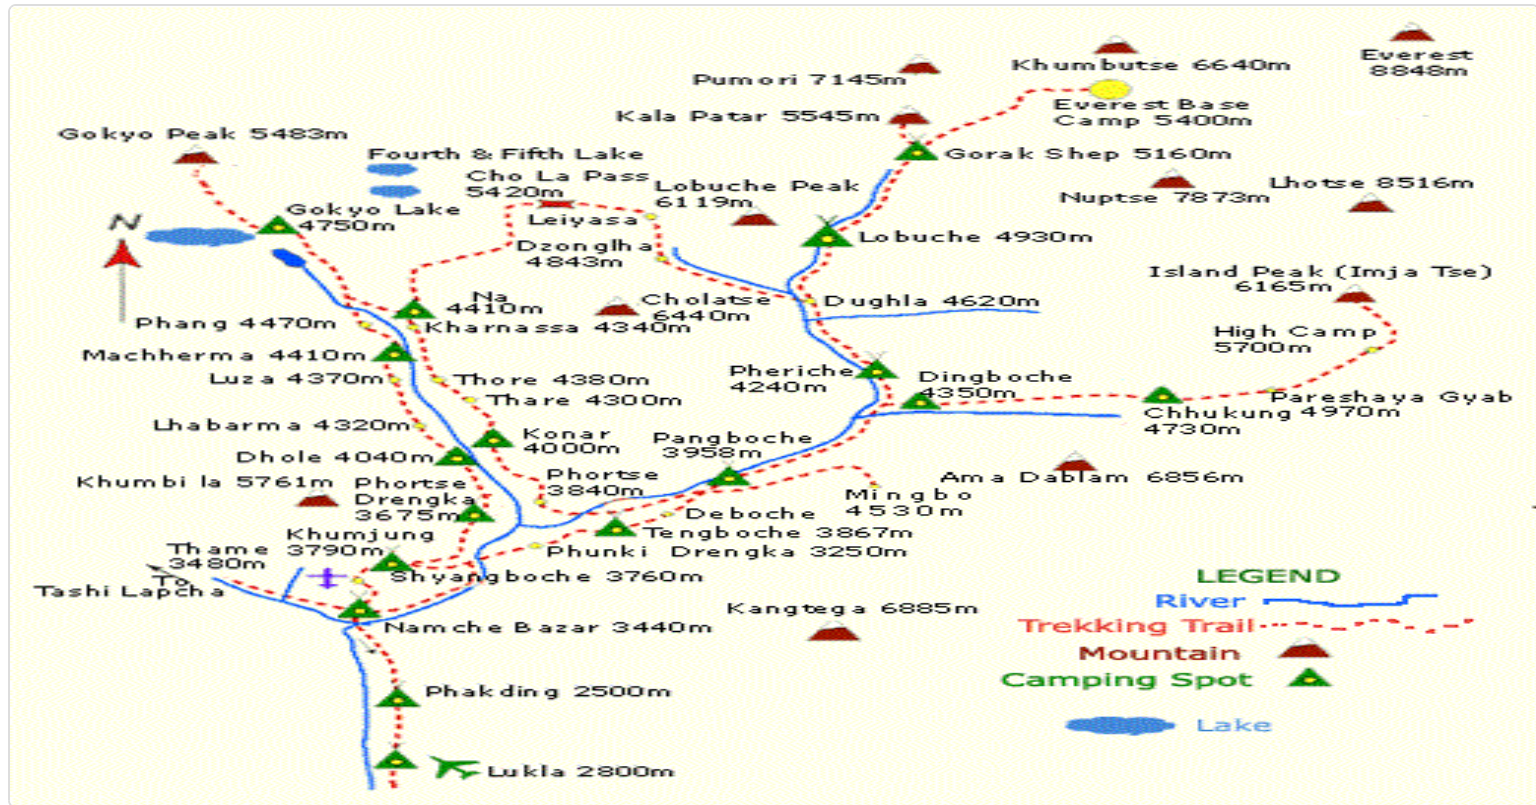 Everest
8848m
Khumbutse 6640m
Pumori 7145m
Everest Base
Camp 5400m
Kala Patar 5545m
Gokyo Peak 5483m
Fourth & Fifth Lake
Gorak Shep 5160m
Cho La Pass
5420m
Lobuche Peak
6119m
Nuptse 7873m
Lhotse 8516m
N
Gokyo Lake
4750m
Leiyasa
Dzonglha
4843m
Lobuche 4930m
Island Peak (Imja Tse)
6165m
Na
4410m
Cholatse
6440m
Dughla 4620m
Phang 4470m
Kharnassa 4340m
High Camp
5700m
Machherma 4410m
Luza 4370m
Thore 4380m
Thare 4300m
Pheriche
4240m
Dingboche
4350m
Pareshaya Gyab
Chhukung 4970m
4730m
Lhabarma 4320m
Konar
4000m
Pangboche
3958m
Dhole 4040m
Khumbi la 5761m
Phortse
Drengka
3675m
Phortse
3840m
Ama Dablam 6856m
Mingbo
4530m
Deboche
Tengboche 3867m
Khumjung
3790m
Phunki Drengka 3250m
Thame
3480m
To
Tashi Lapcha
Shyangboche 3760m
Namche Bazar 3440m
Kangtega 6885m
Phakding 2500m
Lukla 2800m
LEGEND
River
Trekking Trail
Mountain
Camping Spot
Lake